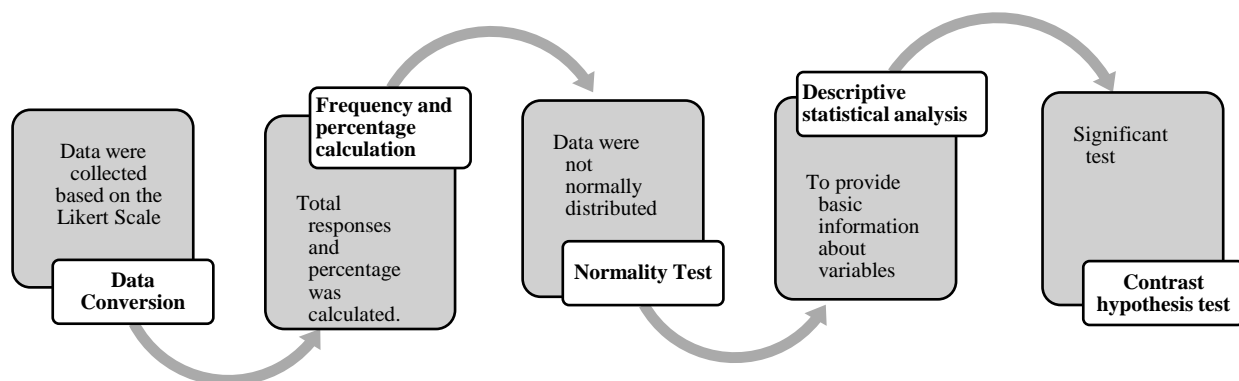 Data were
collected
based on the
Likert Scale
Data
Conversion
Frequency and
percentage
calculation
Total
responses
and
percentage
was
calculated.
Data were
not
normally
distributed
Normality Test
Descriptive
statistical analysis
To provide
basic
information
about
variables
Significant
test
Contrast
hypothesis test